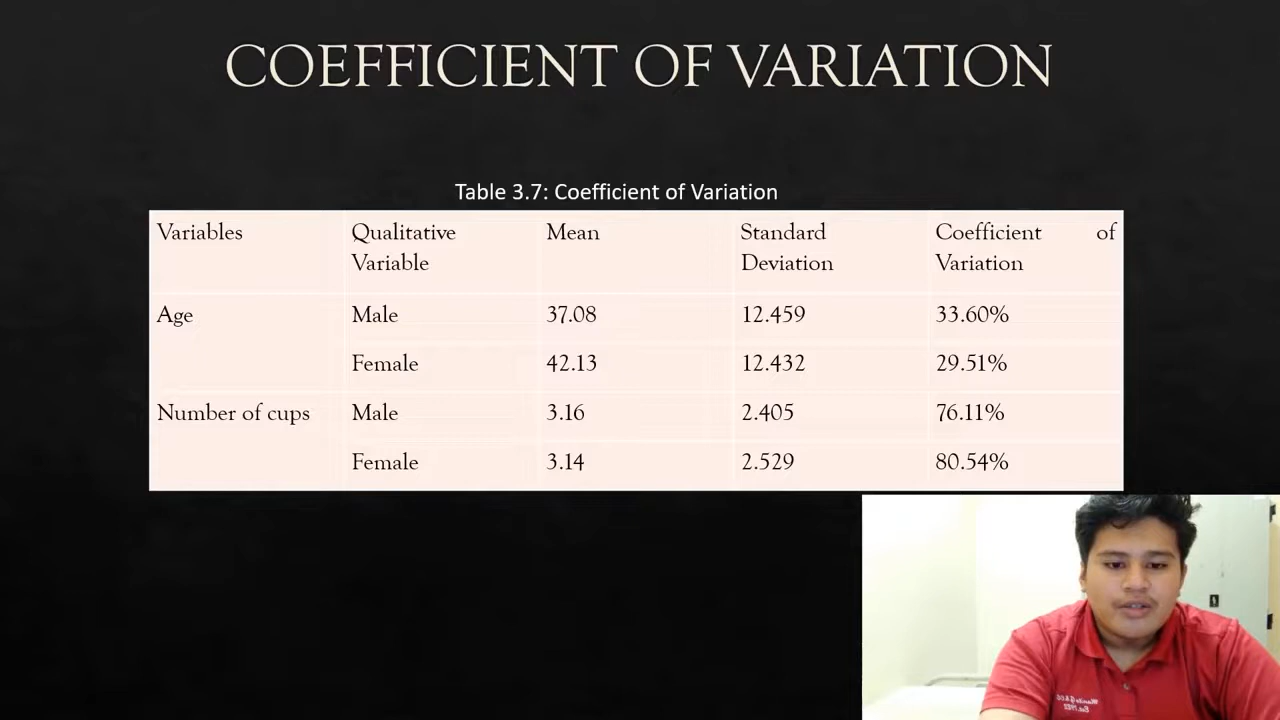 COEFFICIENT OF VARIATION
Table 3.7: Coefficient of Variation
Variables Qualitative Variable Mean Standard Deviation Coefficient of Variation
Age Male 37.08 12.459 33.60%
Female 42.13 12.432 29.51%
Number of cups Male 3.16 2.405 76.11%
Female 3.14 2.529 80.54%